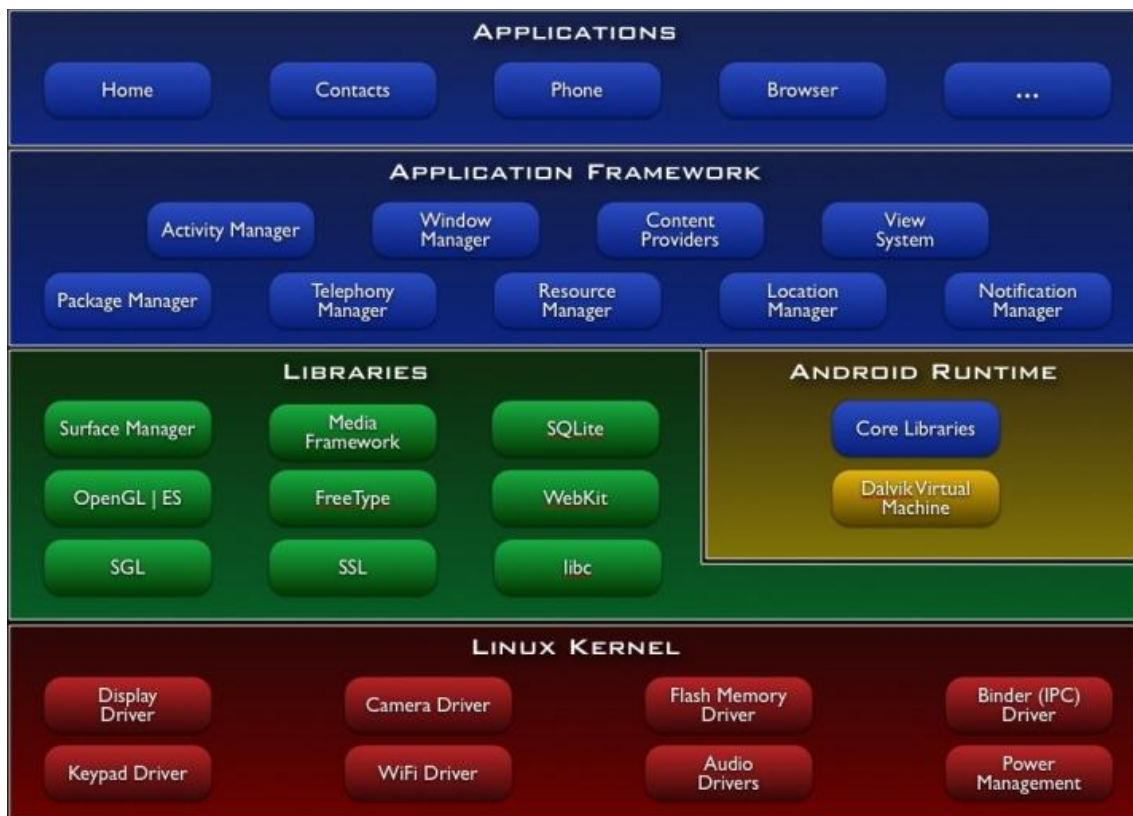 APPLICATIONS
Home
Contacts
Phone
Browser
...
APPLICATION FRAMEWORK
Activity Manager
Window
Manager
Content
Providers
View
System
Package Manager
Telephony
Manager
Resource
Manager
Location
Manager
Notification
Manager
LIBRARIES
Surface Manager
Media
Framework
SQLite
OpenGL | ES
FreeType
WebKit
SGL
SSL
libc
ANDROID RUNTIME
Core Libraries
Dalvik Virtual
Machine
LINUX KERNEL
Display
Driver
Camera Driver
Flash Memory
Driver
Binder (IPC)
Driver
Keypad Driver
WiFi Driver
Audio
Drivers
Power
Management